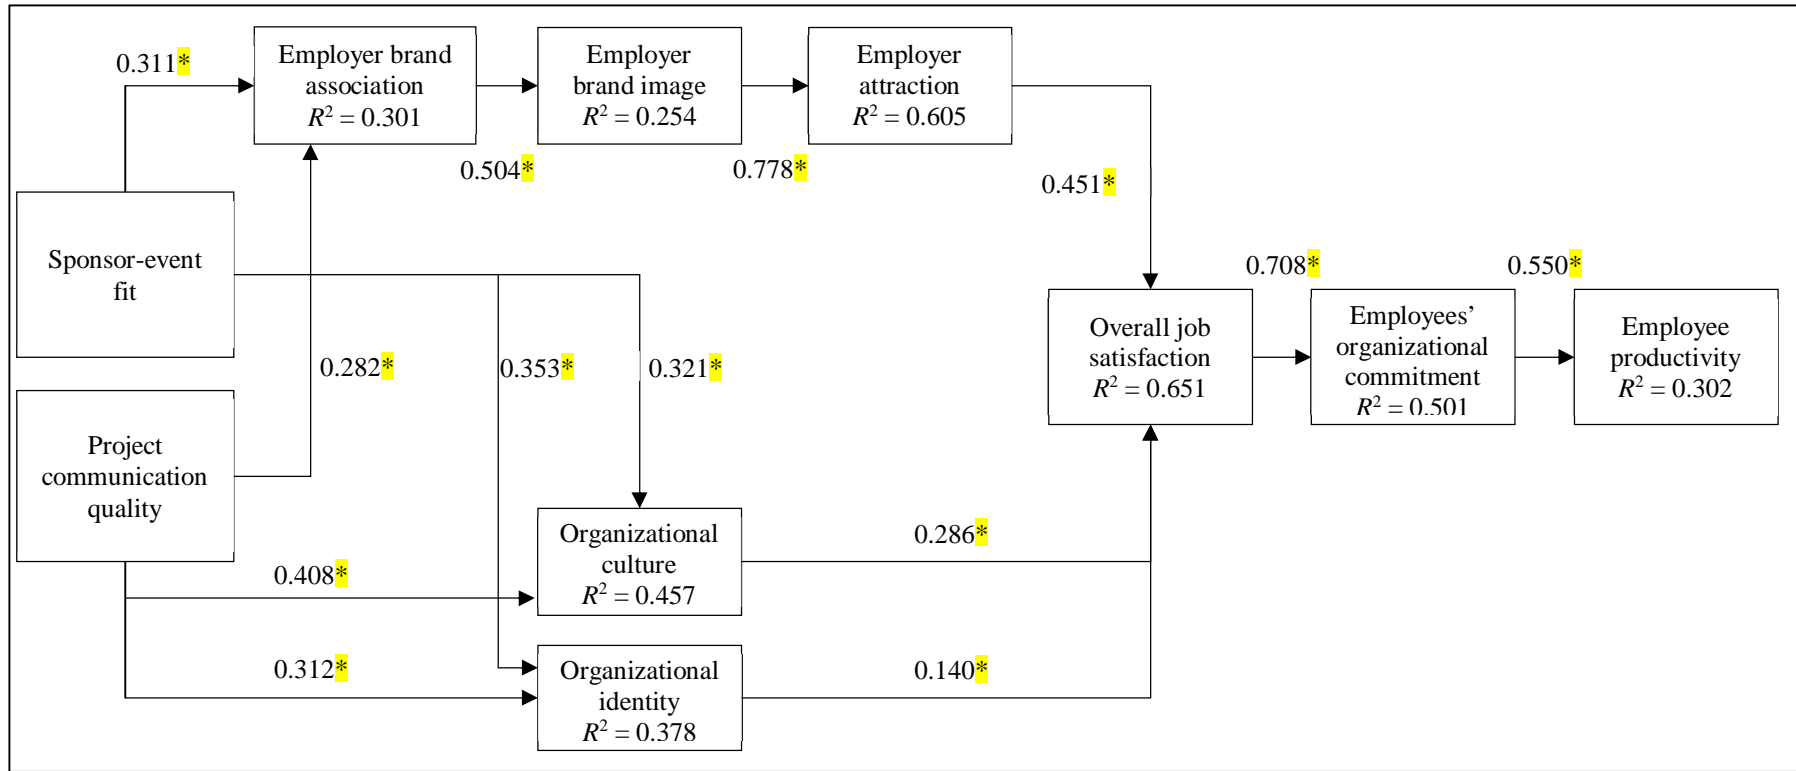 0.311*
Employer brand
association
R² = 0.301
Employer
brand image
R² = 0.254
Employer
attraction
R² = 0.605
0.504*
0.778*
0.451*
Sponsor-event
fit
0.708*
0.550*
0.282*
0.353*
0.321*
Overall job
satisfaction
R² = 0.651
Employees’
organizational
commitment
R² = 0.501
Employee
productivity
R² = 0.302
Project
communication
quality
0.408*
Organizational
culture
R² = 0.457
0.286*
0.312*
Organizational
identity
R² = 0.378
0.140*